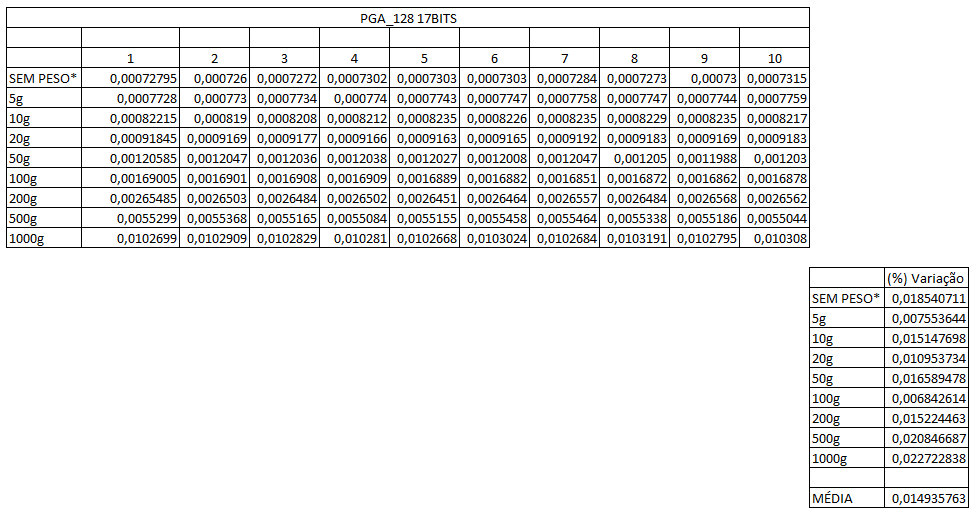 PGA_128 17BITS
1 2 3 4 5 6 7 8 9 10
SEM PESO* 0,00072795 0,000726 0,0007272 0,0007302 0,0007303 0,0007303 0,0007284 0,0007273 0,00073 0,0007315
5g 0,0007728 0,000773 0,0007734 0,000774 0,0007743 0,0007747 0,0007758 0,0007747 0,0007744 0,0007759
10g 0,00082215 0,000819 0,0008208 0,0008212 0,0008235 0,0008226 0,0008235 0,0008229 0,0008235 0,0008217
20g 0,00091845 0,0009169 0,0009177 0,0009166 0,0009163 0,0009165 0,0009192 0,0009183 0,0009169 0,0009183
50g 0,00120585 0,0012047 0,0012036 0,0012038 0,0012027 0,0012008 0,0012047 0,001205 0,0011988 0,001203
100g 0,00169005 0,0016901 0,0016908 0,0016909 0,0016889 0,0016882 0,0016851 0,0016872 0,0016862 0,0016878
200g 0,00265485 0,0026503 0,0026484 0,0026502 0,0026451 0,0026464 0,0026557 0,0026484 0,0026568 0,0026562
500g 0,0055299 0,0055368 0,0055165 0,0055084 0,0055155 0,0055458 0,0055464 0,0055338 0,0055186 0,0055044
1000g 0,0102699 0,0102909 0,0102829 0,010281 0,0102668 0,0103024 0,0102684 0,0103191 0,0102795 0,010308
(%) Variação
SEM PESO* 0,018540711
5g 0,007553644
10g 0,015147698
20g 0,010953734
50g 0,016589478
100g 0,006842614
200g 0,015224463
500g 0,020846687
1000g 0,022722838
MÉDIA 0,014935763